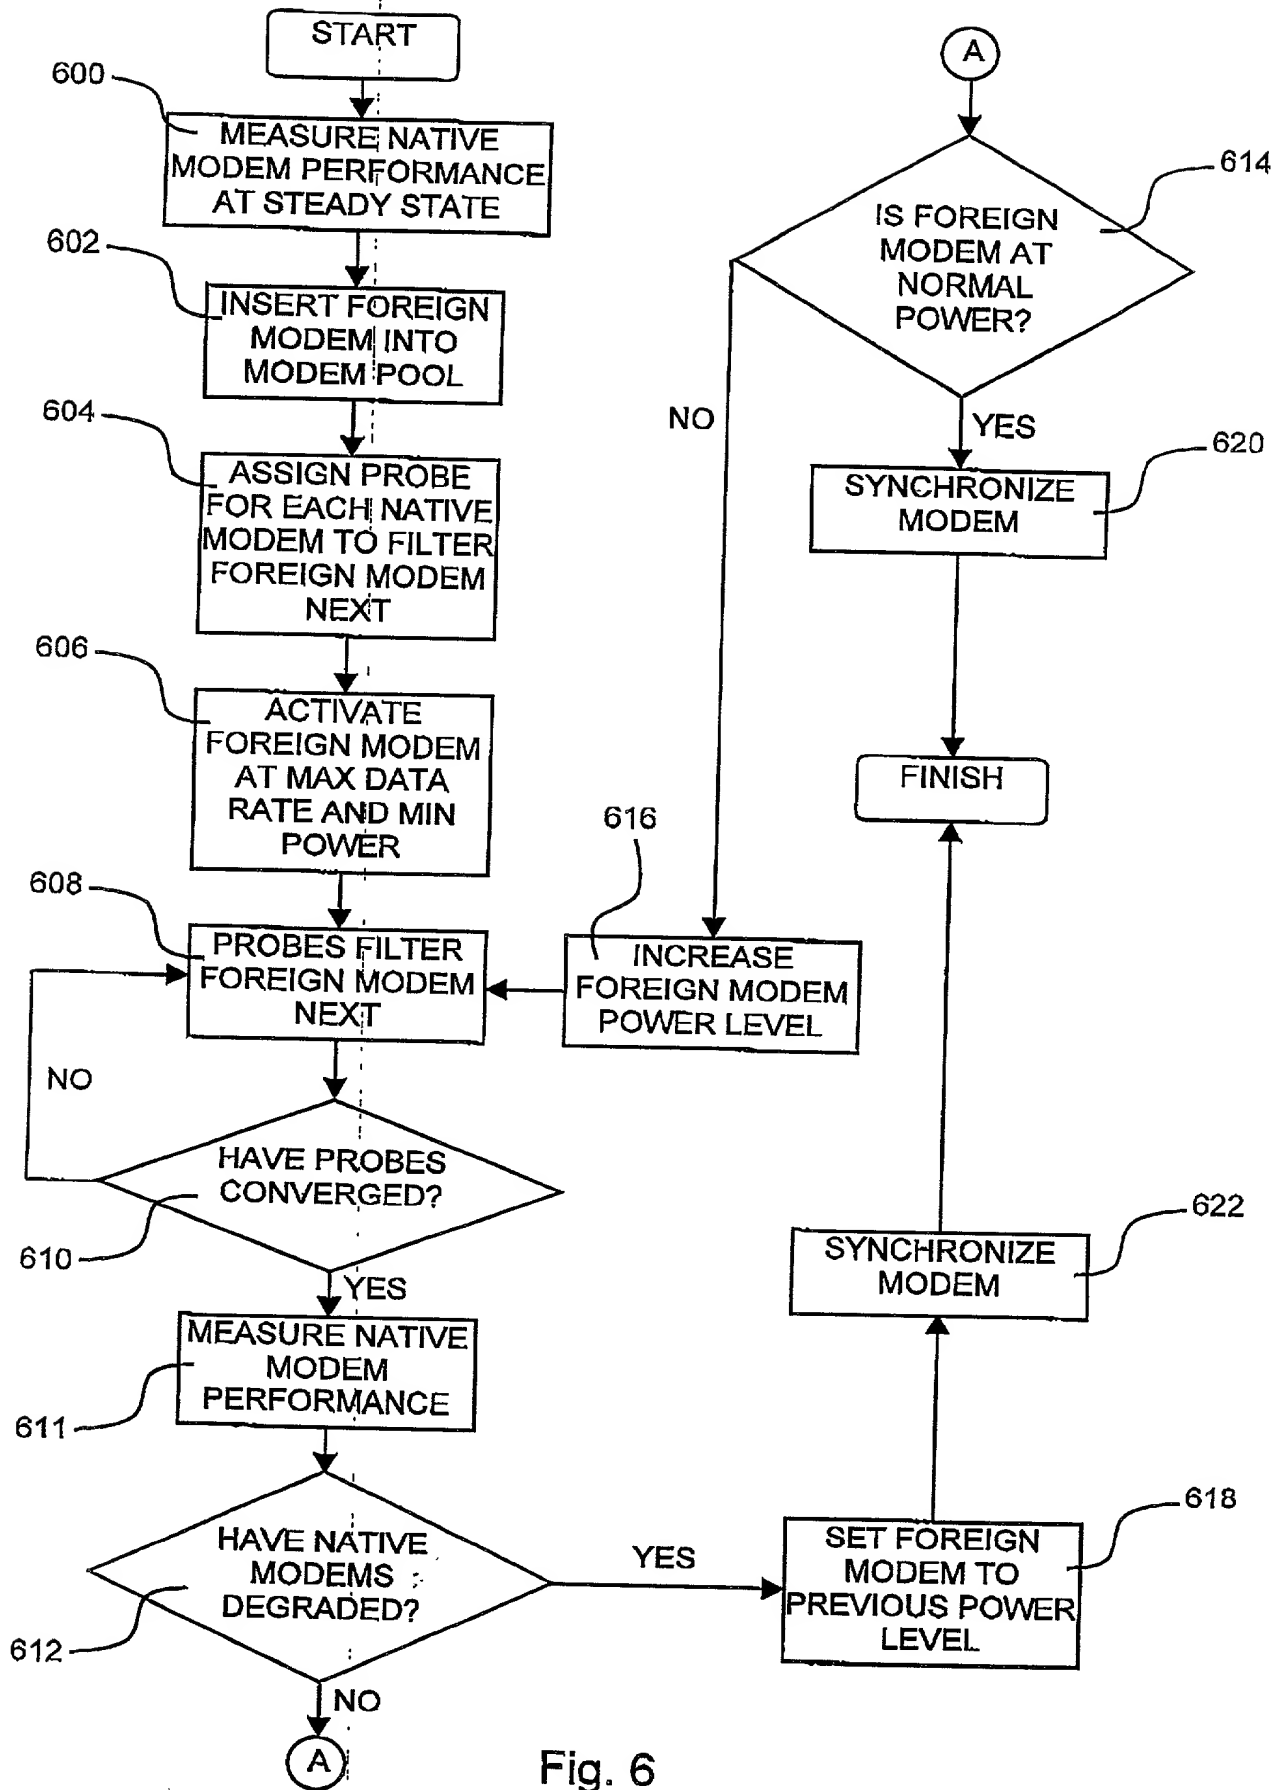 START
600
MEASURE NATIVE
MODEM PERFORMANCE
AT STEADY STATE
602
INSERT FOREIGN
MODEM INTO
MODEM POOL
604
ASSIGN PROBE
FOR EACH NATIVE
MODEM TO FILTER
FOREIGN MODEM
NEXT
606
ACTIVATE
FOREIGN MODEM
AT MAX DATA
RATE AND MIN
POWER
608
PROBES FILTER
FOREIGN MODEM
NEXT
NO
HAVE PROBES
CONVERGED?
610
YES
MEASURE NATIVE
MODEM
PERFORMANCE
611
HAVE NATIVE
MODEMS
DEGRADED?
612
YES
NO
A
A
614
IS FOREIGN
MODEM AT
NORMAL
POWER?
NO
YES
620
SYNCHRONIZE
MODEM
FINISH
616
INCREASE
FOREIGN MODEM
POWER LEVEL
622
SYNCHRONIZE
MODEM
618
SET FOREIGN
MODEM TO
PREVIOUS POWER
LEVEL
Fig. 6